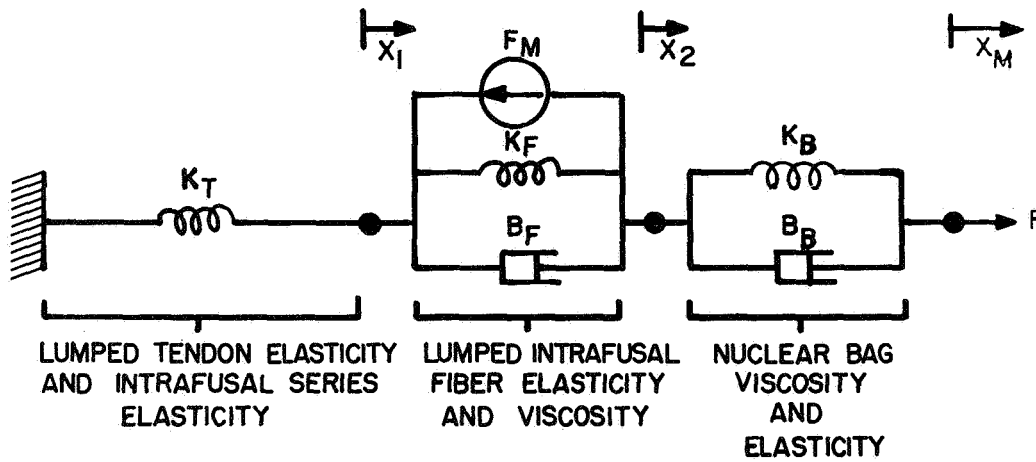 X1
FM
X2
XM
KT
KF
KB
BF
BB
F
LUMPED TENDON ELASTICITY
AND INTRAFUSAL SERIES
ELASTICITY
LUMPED INTRAFUSAL
FIBER ELASTICITY
AND VISCOSITY
NUCLEAR BAG
VISCOSITY
AND
ELASTICITY